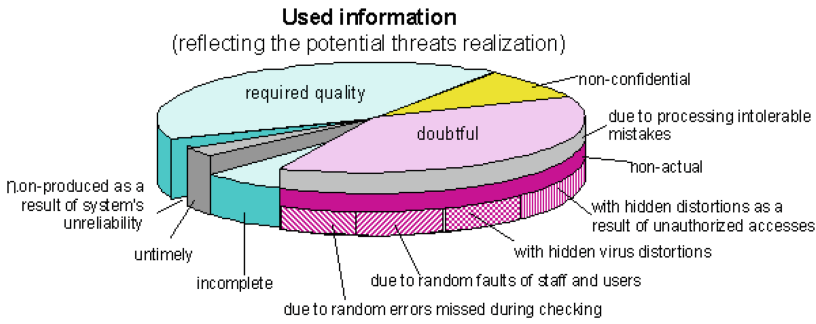 Used information
(reflecting the potential threats realization)
required quality
non-confidential
doubtful
due to processing intolerable
mistakes
non-actual
n.on-produced as a
result of system's
unreliability
untimely
incomplete
with hidden distortions as a
result of unauthorized accesses
with hidden virus distortions
due to random faults of staff and users
due to random errors missed during checking